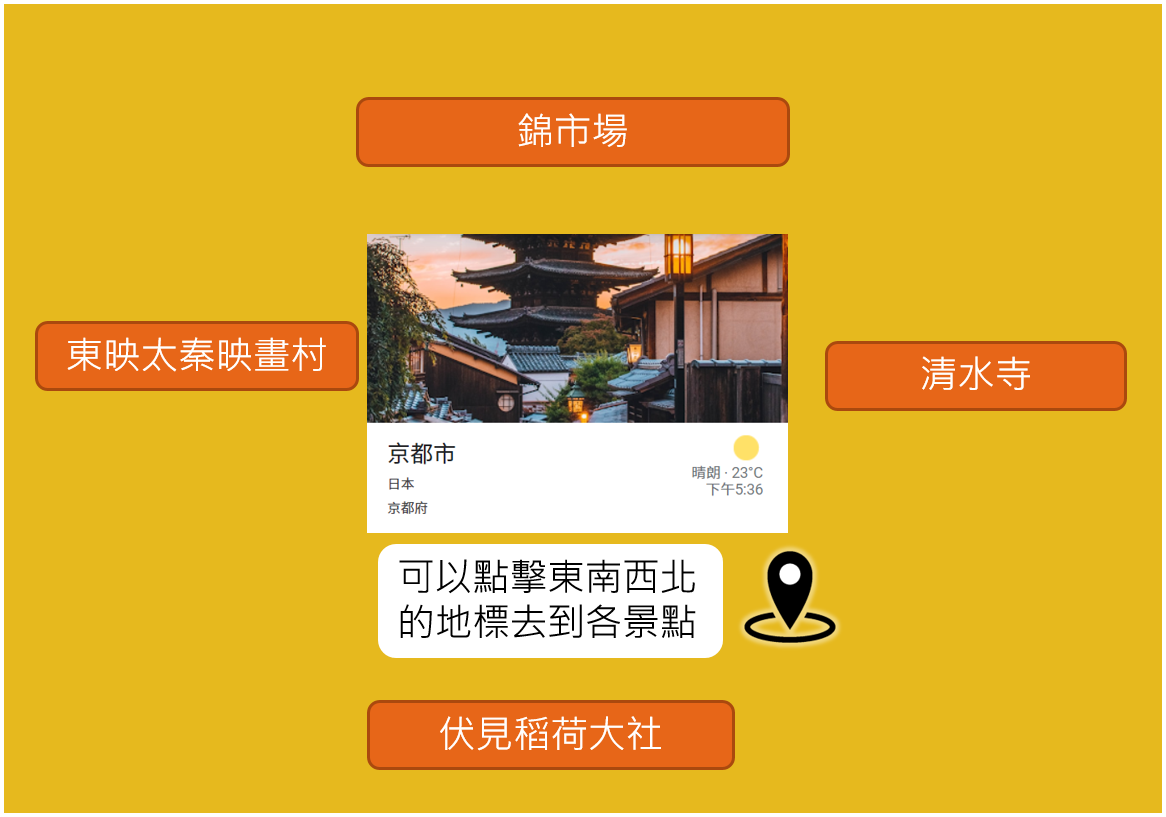 錦市場
東映太秦映畫村
清水寺
京都市
日本
京都府
晴朗 · 23°C
下午5:36
可以點擊東南西北
的地標去到各景點
伏見稻荷大社